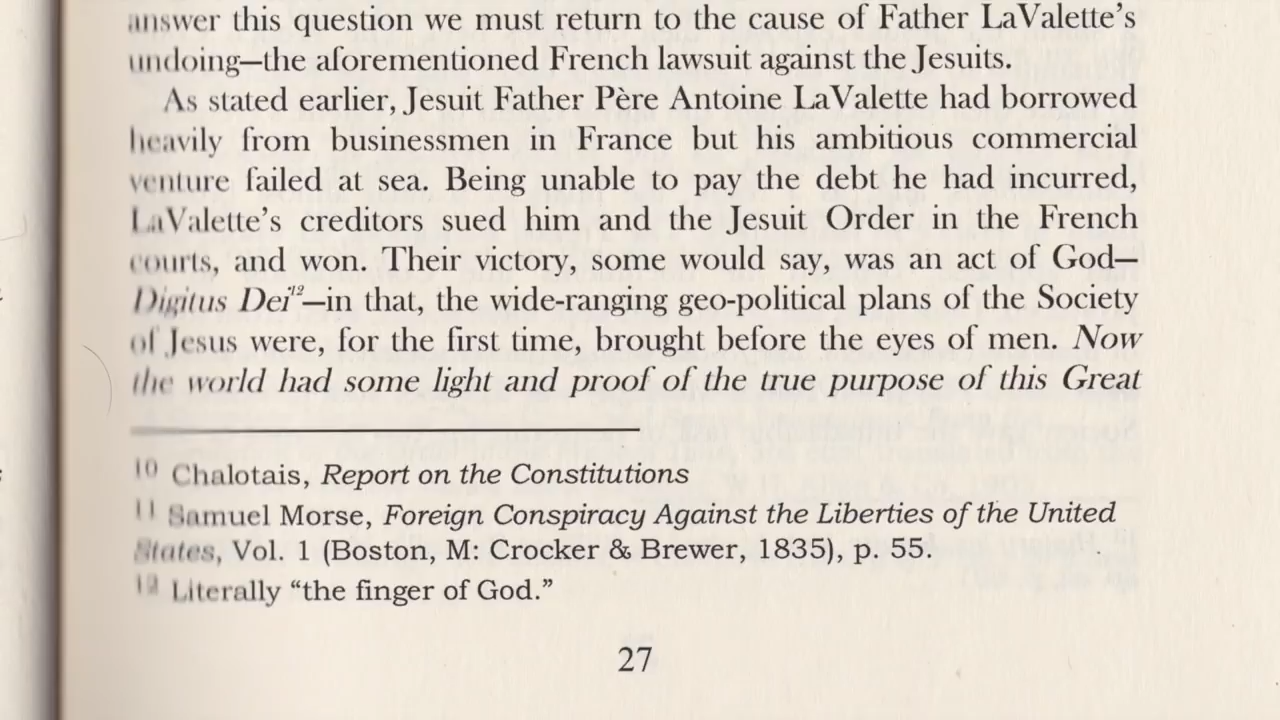 answer this question we must return to the cause of Father LaValette's
undoing—the aforementioned French lawsuit against the Jesuits.
As stated earlier, Jesuit Father Père Antoine LaValette had borrowed
heavily from businessmen in France but his ambitious commercial
venture failed at sea. Being unable to pay the debt he had incurred,
LaValette's creditors sued him and the Jesuit Order in the French
courts, and won. Their victory, some would say, was an act of God—
Digitus Dei¹²—in that, the wide-ranging geo-political plans of the Society
of Jesus were, for the first time, brought before the eyes of men. Now
the world had some light and proof of the true purpose of this Great
¹⁰ Chalotais, Report on the Constitutions
¹¹ Samuel Morse, Foreign Conspiracy Against the Liberties of the United
States, Vol. 1 (Boston, M: Crocker & Brewer, 1835), p. 55.
¹² Literally “the finger of God.”
27